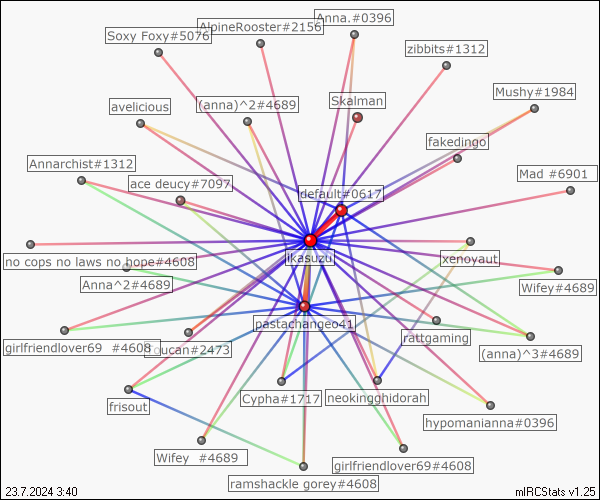 Anna.#0396
AlpineRooster#2156
Soxy Foxy#5076
zibbits#1312
Mushy#1984
Skalman
(anna)^2#4689
avelicious
fakedingo
Annarchist#1312
Mad #6901
ace deucy#7097
default#0617
ikasuzu
xenoyaut
no cops no laws no hope#4608
Anna^2#4689
Wifey#4689
pastachangeo41
rattgaming
girlfriendlover69 #4608
#2473
(anna)^3#4689
Cypha#1717
neokingghidorah
frisout
hypomanianna#0396
Wifey #4689
girlfriendlover69#4608
ramshackle gorey#4608
23.7.2024 3:40
mIRCStats v1.25